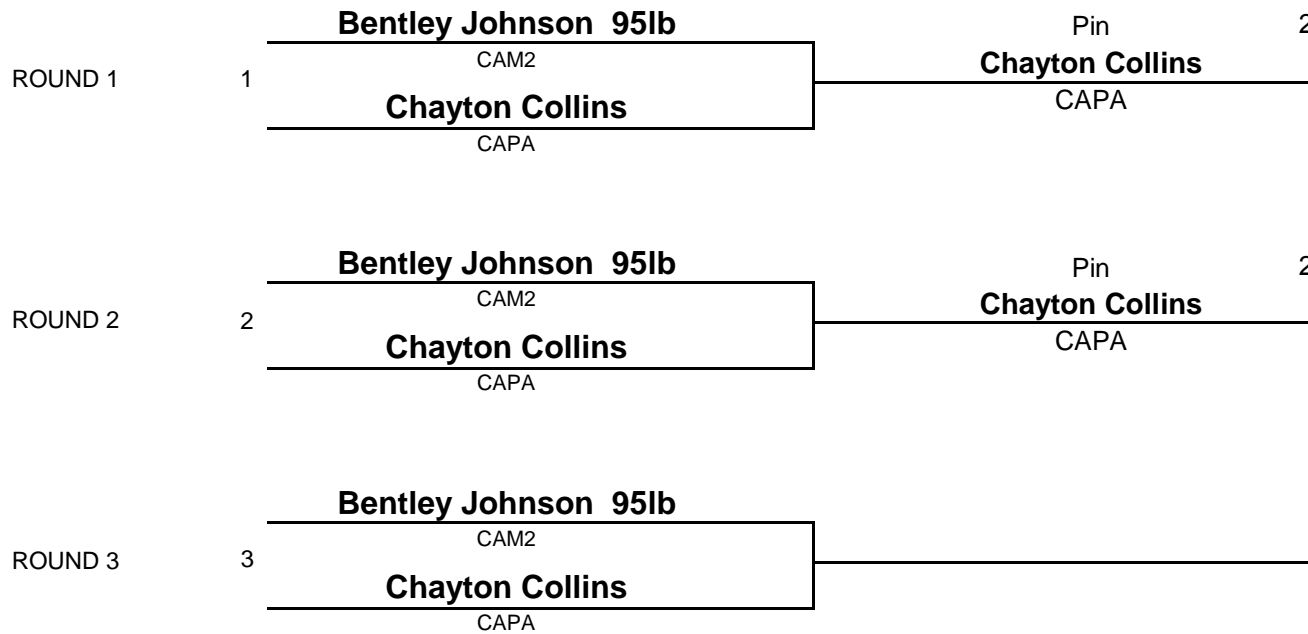 Bentley Johnson 95lb
Pin 2
CAM2
Chayton Collins
ROUND 1 1
CAPA
Chayton Collins
CAPA
Bentley Johnson 95lb
Pin 2
CAM2
Chayton Collins
ROUND 2 2
CAPA
Chayton Collins
CAPA
Bentley Johnson 95lb
CAM2
ROUND 3 3
Chayton Collins
CAPA